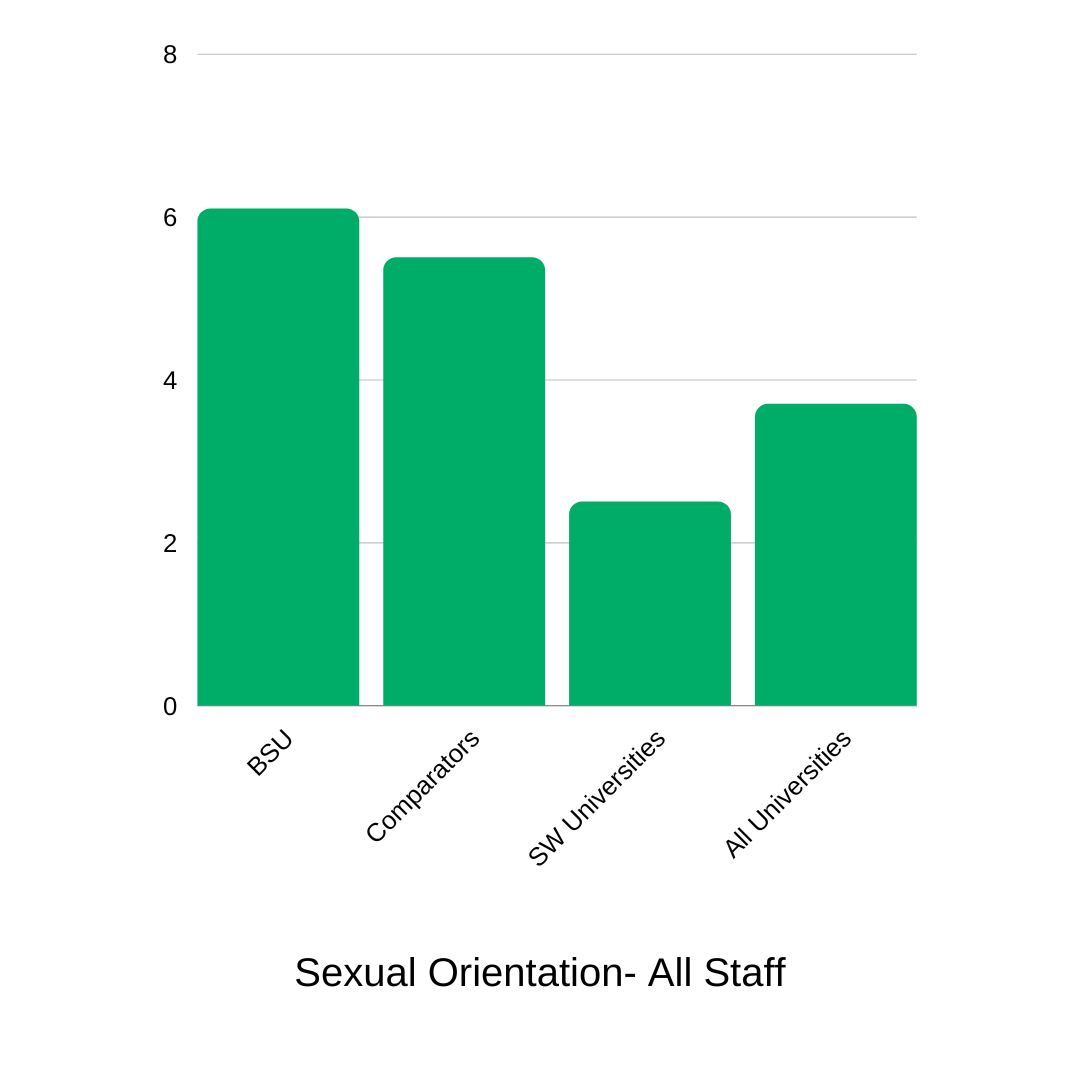 8
6
4
2
0
BSU
Comparators
SW Universities
All Universities
Sexual Orientation- All Staff